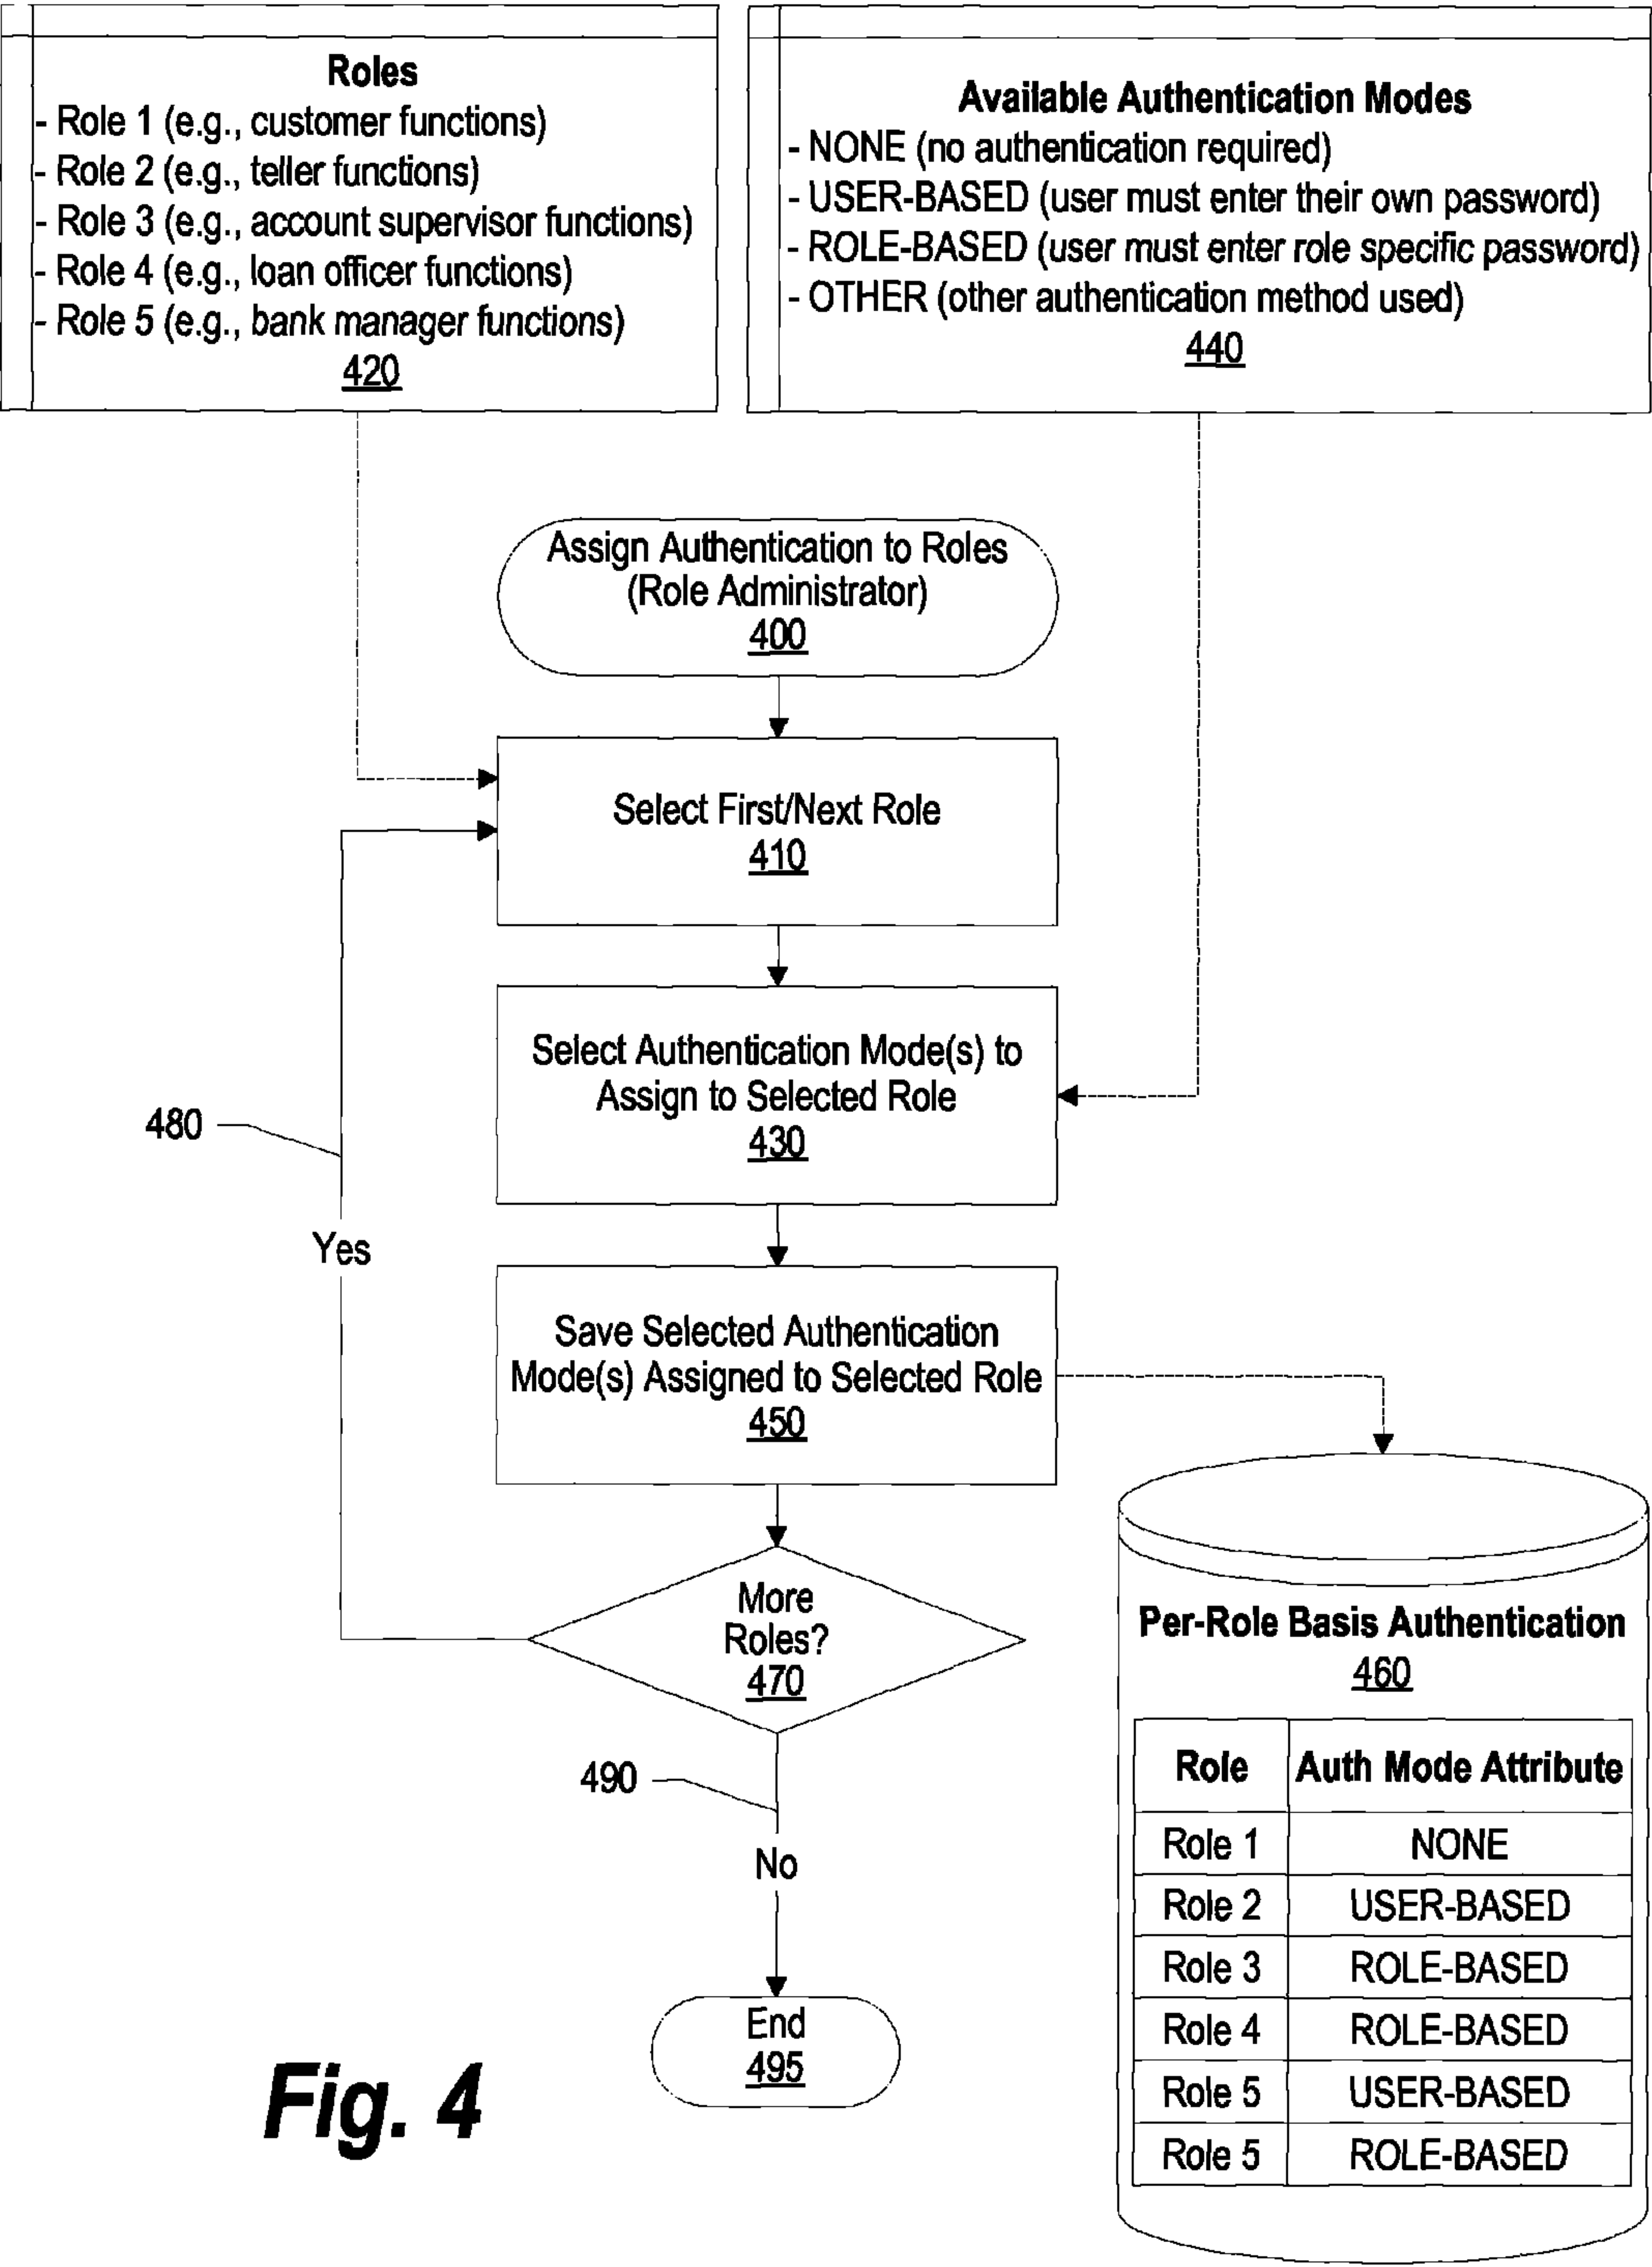 Roles
- Role 1 (e.g., customer functions)
- Role 2 (e.g., teller functions)
- Role 3 (e.g., account supervisor functions)
- Role 4 (e.g., loan officer functions)
- Role 5 (e.g., bank manager functions)
420
Available Authentication Modes
- NONE (no authentication required)
- USER-BASED (user must enter their own password)
- ROLE-BASED (user must enter role specific password)
- OTHER (other authentication method used)
440
Assign Authentication to Roles
(Role Administrator)
400
Select First/Next Role
410
Select Authentication Mode(s) to
Assign to Selected Role
430
480
Yes
Save Selected Authentication
Mode(s) Assigned to Selected Role
450
More
Roles?
470
490
No
End
495
Per-Role Basis Authentication
460
Role Auth Mode Attribute
Role 1 NONE
Role 2 USER-BASED
Role 3 ROLE-BASED
Role 4 ROLE-BASED
Role 5 USER-BASED
Role 5 ROLE-BASED
Fig. 4